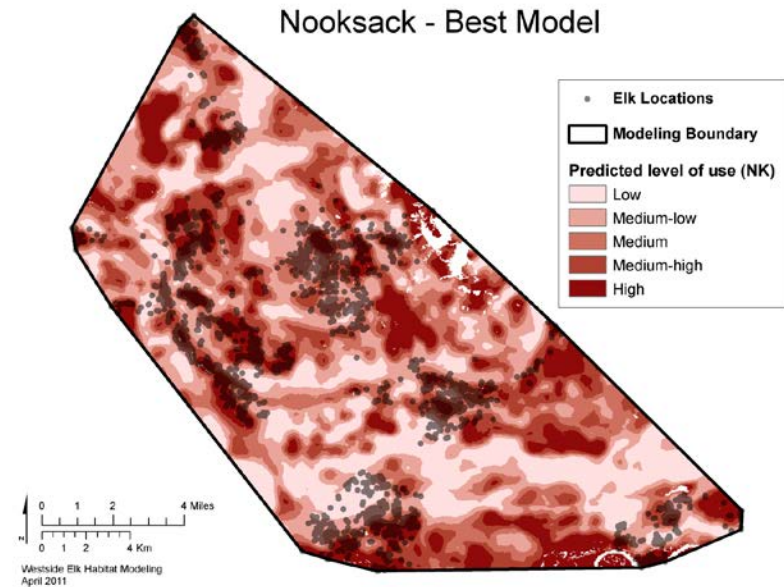 Nooksack - Best Model
Elk Locations
Modeling Boundary
Predicted level of use (NK)
Low
Medium-low
Medium
Medium-high
High
0 1 2 4 Miles
0 1 2 4 Km
N
Westside Elk Habitat Modeling
April 2011